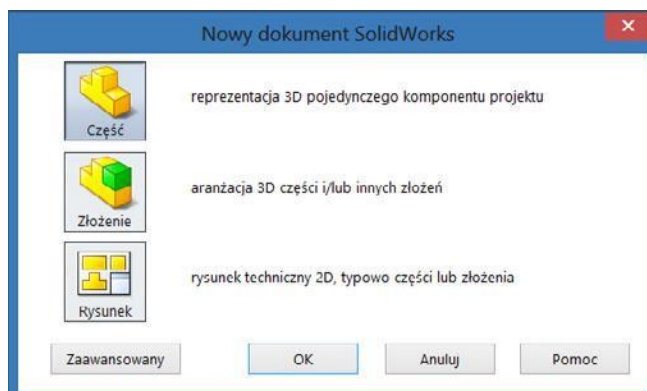 Nowy dokument SolidWorks
Część
reprezentacja 3D pojedynczego komponentu projektu
Złożenie
aranżacja 3D części i/lub innych złożeń
Rysunek
rysunek techniczny 2D, typowo części lub złożenia
Zaawansowany OK Anuluj Pomoc